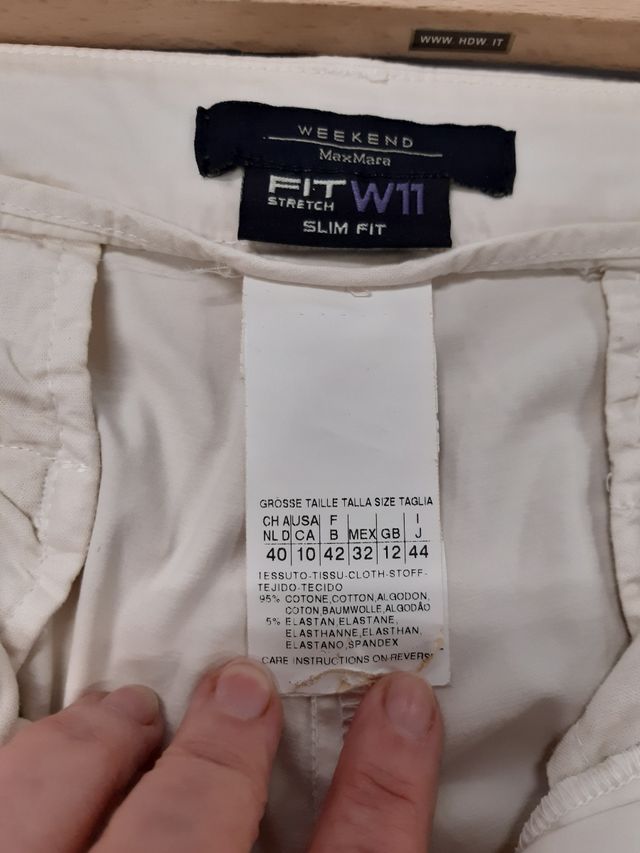 WWW HDW IT
WEEKEND
MaxMara
FIT W11
STRETCH
SLIM FIT
GRÖSSE TAILLE TALLA SIZE TAGLIA
CH A USA F I
NL D CA B MEX GB J
40 10 42 32 12 44
TESSUTO-TISSU-CLOTH-STOFF-
TEJIDO-TECIDO
95% COTONE,COTTON,ALGODON,
COTON,BAUMWOLLE,ALGODÃO
5% ELASTAN,ELASTANE,
ELASTHANNE,ELASTHAN,
ELASTANO,SPANDEX
CARE INSTRUCTIONS ON REVERS